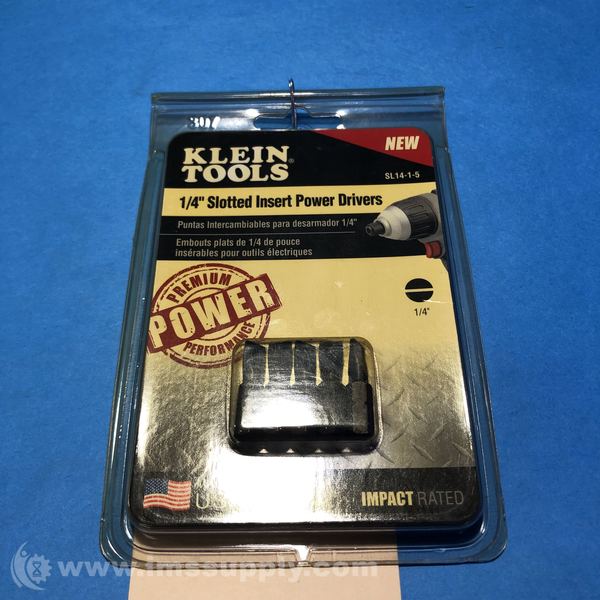 NEW
KLEIN
TOOLS®
SL14-1-5
1/4" Slotted Insert Power Drivers
Puntas Intercambiables para desarmador 1/4"
Embouts plats de 1/4 de pouce
insérables pour outils électriques
PREMIUM
POWER
PERFORMANCE
1/4"
IMPACT RATED
www.imssupply.com